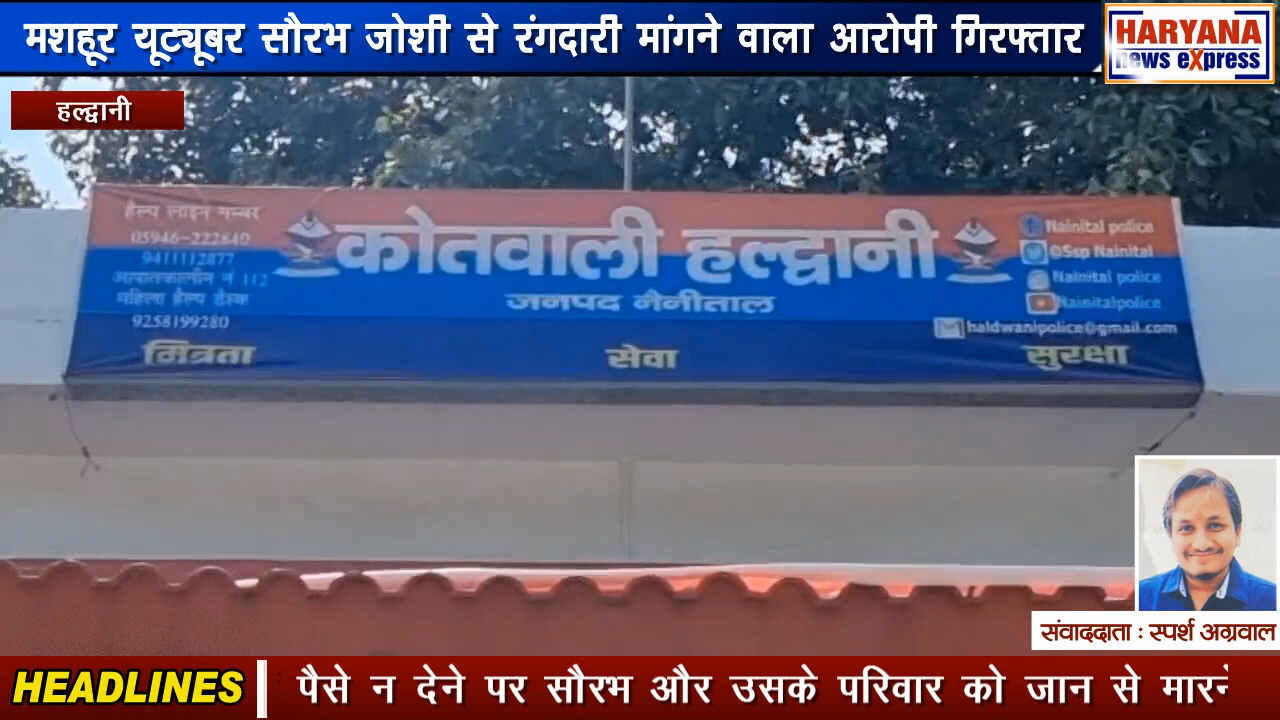 मशहूर यूट्यूबर सौरभ जोशी से रंगदारी मांगने वाला आरोपी गिरफ्तार
HARYANA
news eXpress
हल्द्वानी
हैल्प लाइन नम्बर
05946-222840
9411112877
आपातकालीन नं 112
महिला हैल्प डेस्क
9258199280
कोतवाली हल्द्वानी
जनपद नैनीताल
Nainital police
@Ssp Nainital
Nainital police
Nainitalpolice
haldwanipolice@gmail.com
मित्रता सेवा सुरक्षा
संवाददाता : स्पर्श अग्रवाल
HEADLINES
पैसे न देने पर सौरभ और उसके परिवार को जान से मारने